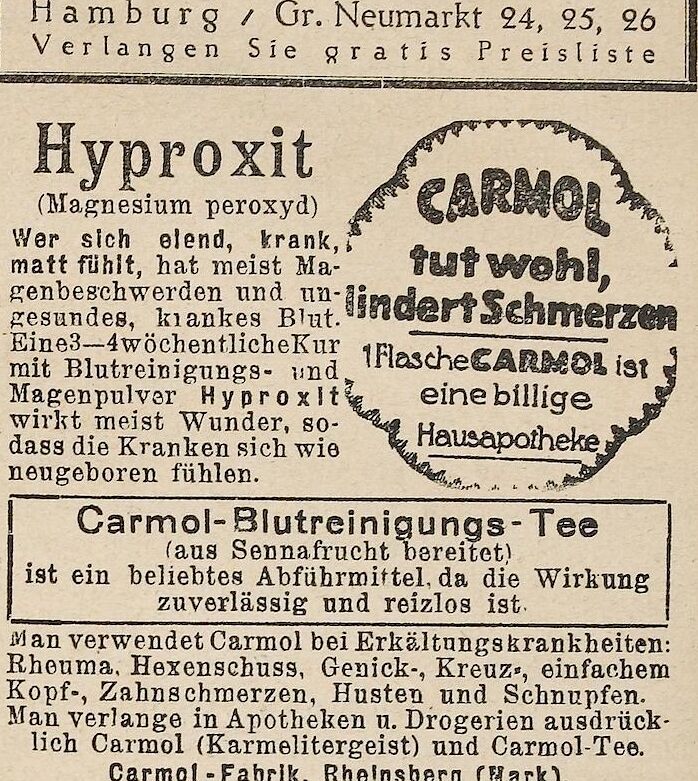 Hamburg / Gr. Neumarkt 24, 25, 26
Verlangen Sie gratis Preisliste
Hyproxit
(Magnesium peroxyd)
Wer sich elend, krank,
matt fühlt, hat meist Ma-
genbeschwerden und un-
gesundes, krankes Blut.
Eine 3—4 wöchentliche Kur
mit Blutreinigungs- und
Magenpulver Hyproxit
wirkt meist Wunder, so-
dass die Kranken sich wie
neugeboren fühlen.
CARMOL
tut wohl,
lindert Schmerzen
1 Flasche CARMOL ist
eine billige
Hausapotheke
Carmol-Blutreinigungs-Tee
(aus Sennafrucht bereitet)
ist ein beliebtes Abführmittel, da die Wirkung
zuverlässig und reizlos ist.
Man verwendet Carmol bei Erkältungskrankheiten:
Rheuma, Hexenschuss, Genick-, Kreuz-, einfachem
Kopf-, Zahnschmerzen, Husten und Schnupfen.
Man verlange in Apotheken u. Drogerien ausdrück-
lich Carmol (Karmelitergeist) und Carmol-Tee.
Carmol-Fabrik, Rheinsberg (Mark)